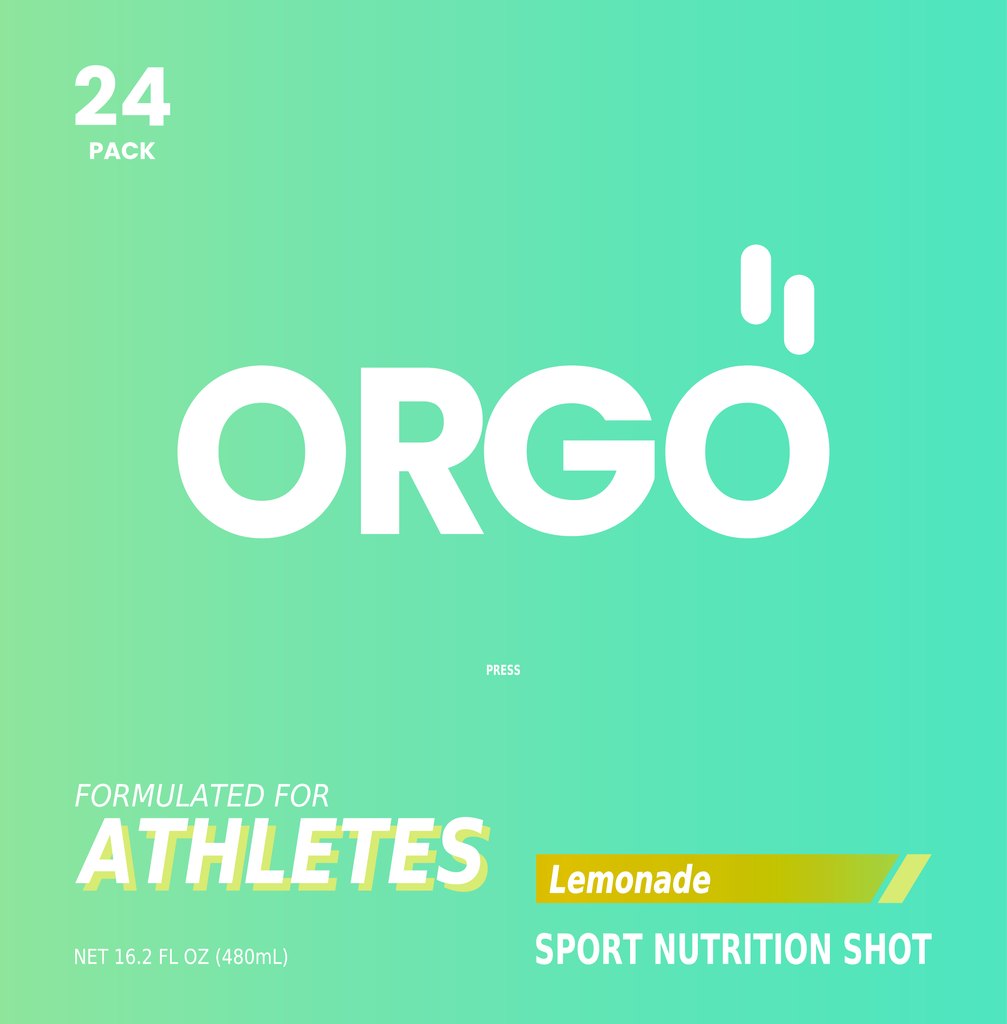 24
PACK
ORGO
PRESS
FORMULATED FOR
ATHLETES
Lemonade
NET 16.2 FL OZ (480mL)
SPORT NUTRITION SHOT